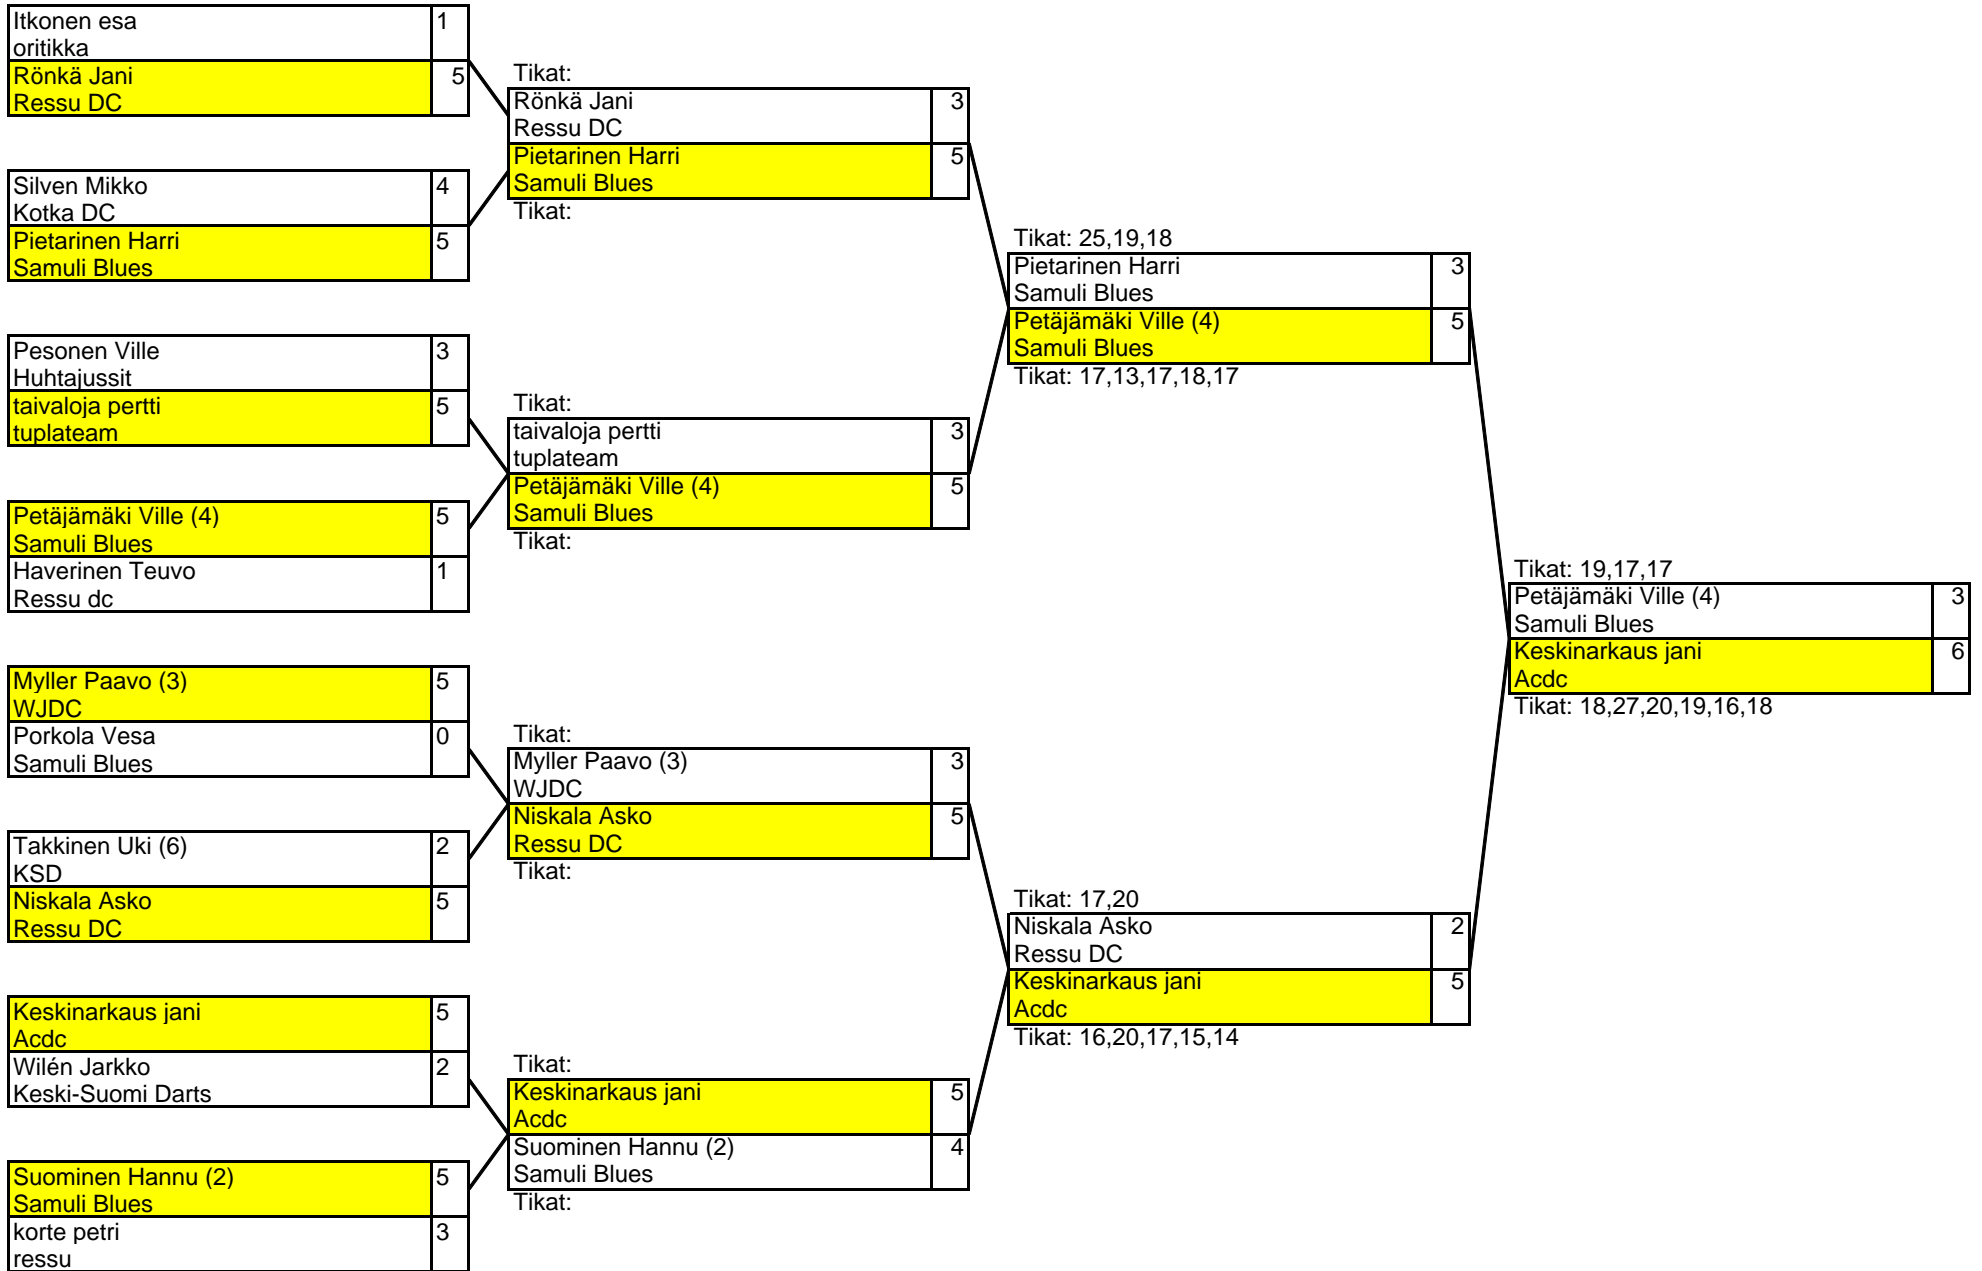 Itkonen esa 1
oritikka
Rönkä Jani 5
Ressu DC
Silven Mikko 4
Kotka DC
Pietarinen Harri 5
Samuli Blues
Pesonen Ville 3
Huhtajussit
taivaloja pertti 5
tuplateam
Petäjämäki Ville (4) 5
Samuli Blues
Haverinen Teuvo 1
Ressu dc
Myller Paavo (3) 5
WJDC
Porkola Vesa 0
Samuli Blues
Takkinen Uki (6) 2
KSD
Niskala Asko 5
Ressu DC
Keskinarkaus jani 5
Acdc
Wilén Jarkko 2
Keski-Suomi Darts
Suominen Hannu (2) 5
Samuli Blues
korte petri 3
ressu
Tikat:
Rönkä Jani 3
Ressu DC
Pietarinen Harri 5
Samuli Blues
Tikat:
Tikat:
taivaloja pertti 3
tuplateam
Petäjämäki Ville (4) 5
Samuli Blues
Tikat:
Tikat:
Myller Paavo (3) 3
WJDC
Niskala Asko 5
Ressu DC
Tikat:
Tikat:
Keskinarkaus jani 5
Acdc
Suominen Hannu (2) 4
Samuli Blues
Tikat:
Tikat: 25,19,18
Pietarinen Harri 3
Samuli Blues
Petäjämäki Ville (4) 5
Samuli Blues
Tikat: 17,13,17,18,17
Tikat: 17,20
Niskala Asko 2
Ressu DC
Keskinarkaus jani 5
Acdc
Tikat: 16,20,17,15,14
Tikat: 19,17,17
Petäjämäki Ville (4) 3
Samuli Blues
Keskinarkaus jani 6
Acdc
Tikat: 18,27,20,19,16,18